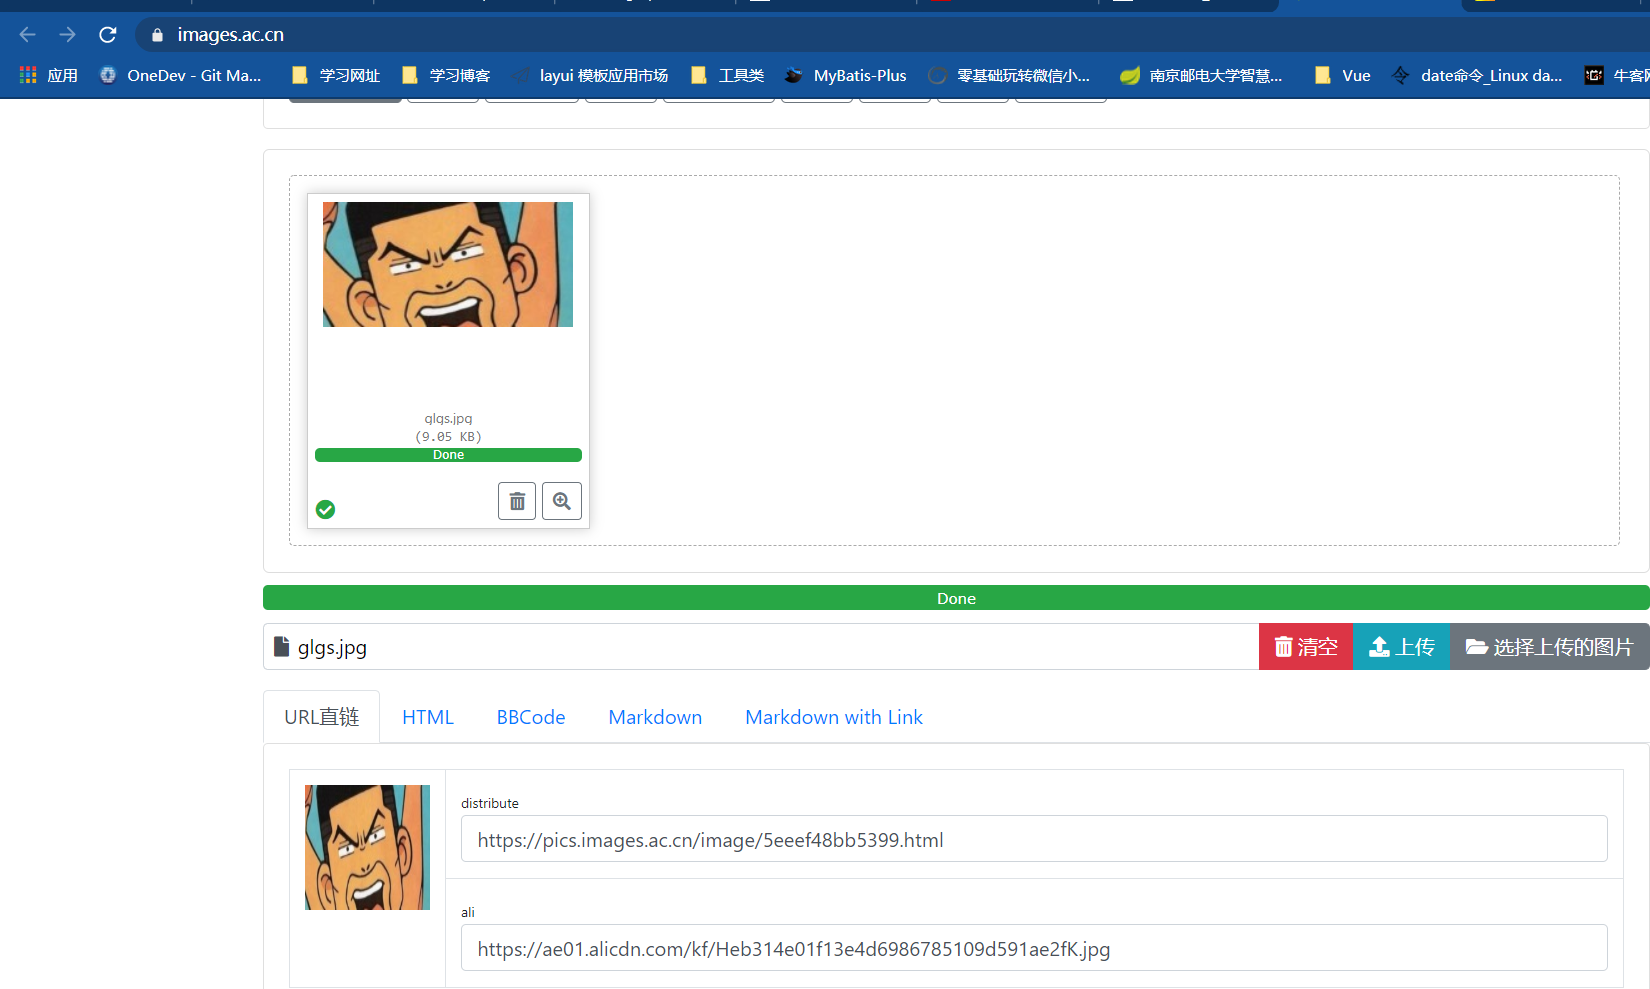 images.ac.cn
应用 OneDev - Git Ma... 学习网址 学习博客 layui 模板应用市场 工具类 MyBatis-Plus 零基础玩转微信小... 南京邮电大学智慧... Vue date命令_Linux da... 牛客
glgs.jpg
(9.05 KB)
Done
Done
glgs.jpg 清空 上传 选择上传的图片
URL直链 HTML BBCode Markdown Markdown with Link
distribute
https://pics.images.ac.cn/image/5eeef48bb5399.html
ali
https://ae01.alicdn.com/kf/Heb314e01f13e4d6986785109d591ae2fK.jpg